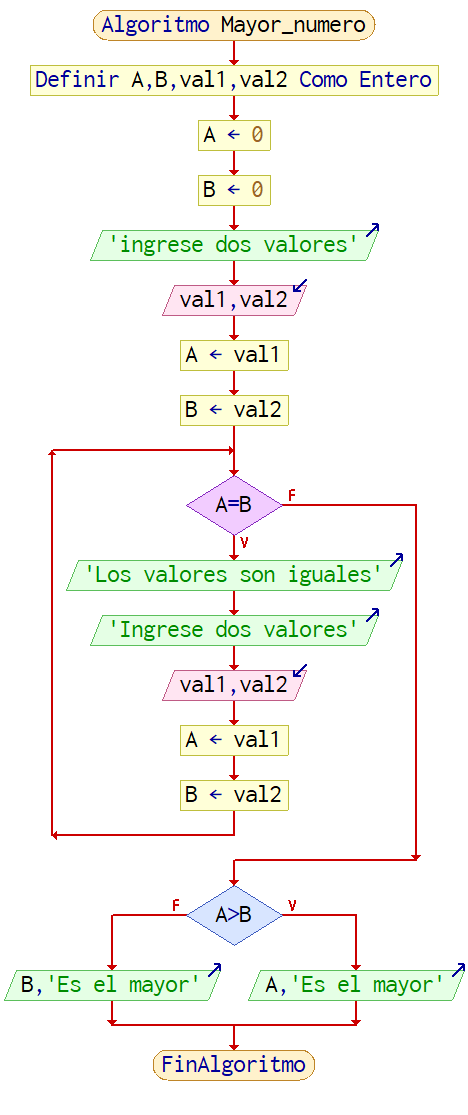 Algoritmo Mayor_numero
Definir A,B,val1,val2 Como Entero
A ← 0
B ← 0
'ingrese dos valores'
val1,val2
A ← val1
B ← val2
A=B
F
V
'Los valores son iguales'
'Ingrese dos valores'
val1,val2
A ← val1
B ← val2
F
A>B
V
B,'Es el mayor'
A,'Es el mayor'
FinAlgoritmo